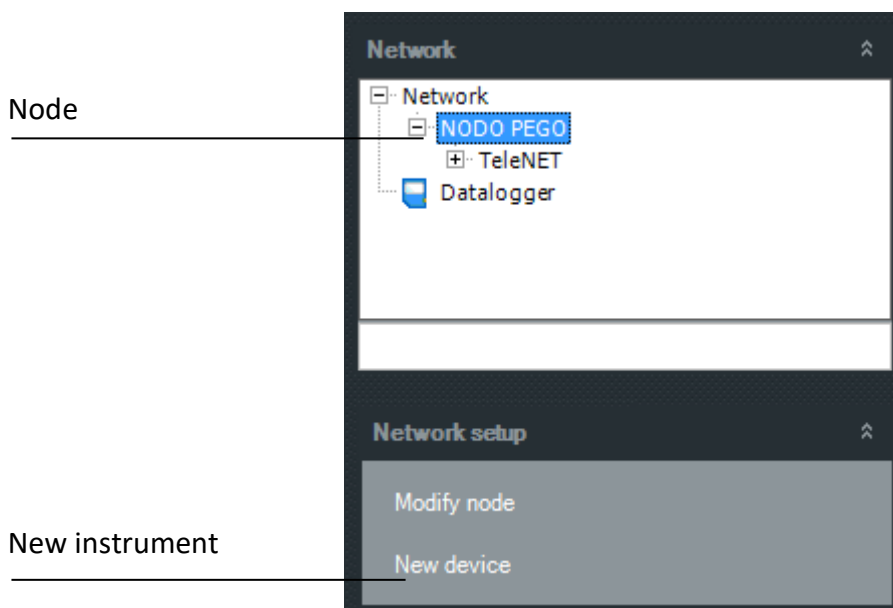 Network
Network
Node
NODO PEGO
TeleNET
Datalogger
Network setup
Modify node
New instrument
New device